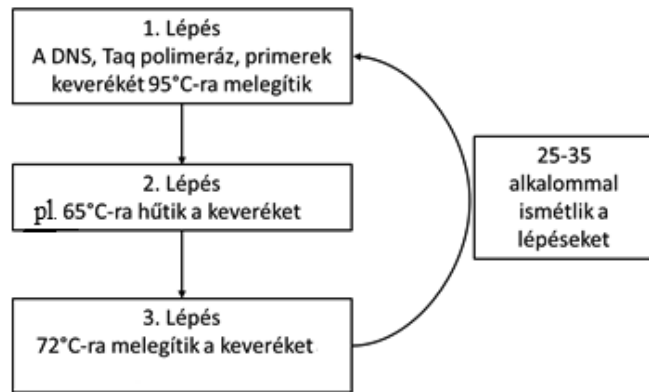 1. Lépés
A DNS, Taq polimeráz, primerek
keverékét 95°C-ra melegítik
2. Lépés
pl. 65°C-ra hűtik a keveréket
3. Lépés
72°C-ra melegítik a keveréket
25-35
alkalommal
ismétlik a
lépéseket